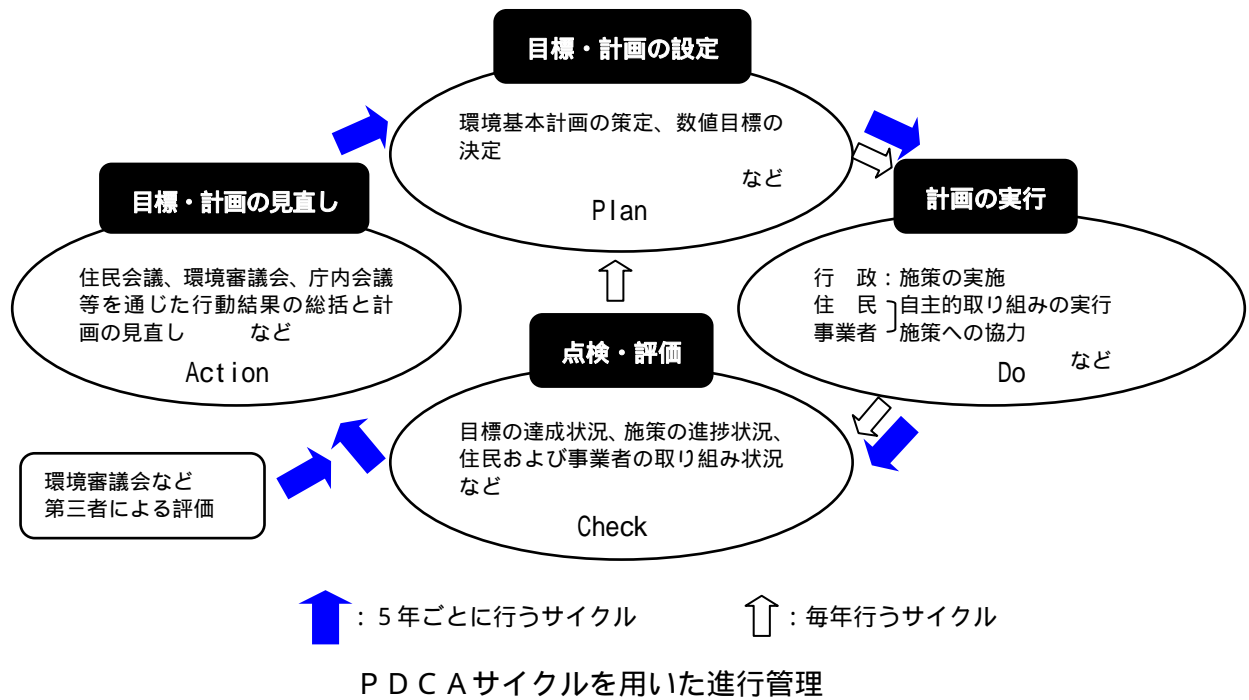 目標・計画の設定
環境基本計画の策定、数値目標の
決定
など
Plan
目標・計画の見直し
住民会議、環境審議会、庁内会議
等を通じた行動結果の総括と計
画の見直し　　　など
Action
計画の実行
行　政：施策の実施
住　民　自主的取り組みの実行
事業者　施策への協力
など
Do
点検・評価
目標の達成状況、施策の進捗状況、
住民および事業者の取り組み状況
など
Check
環境審議会など
第三者による評価
：５年ごとに行うサイクル
：毎年行うサイクル
ＰＤＣＡサイクルを用いた進行管理